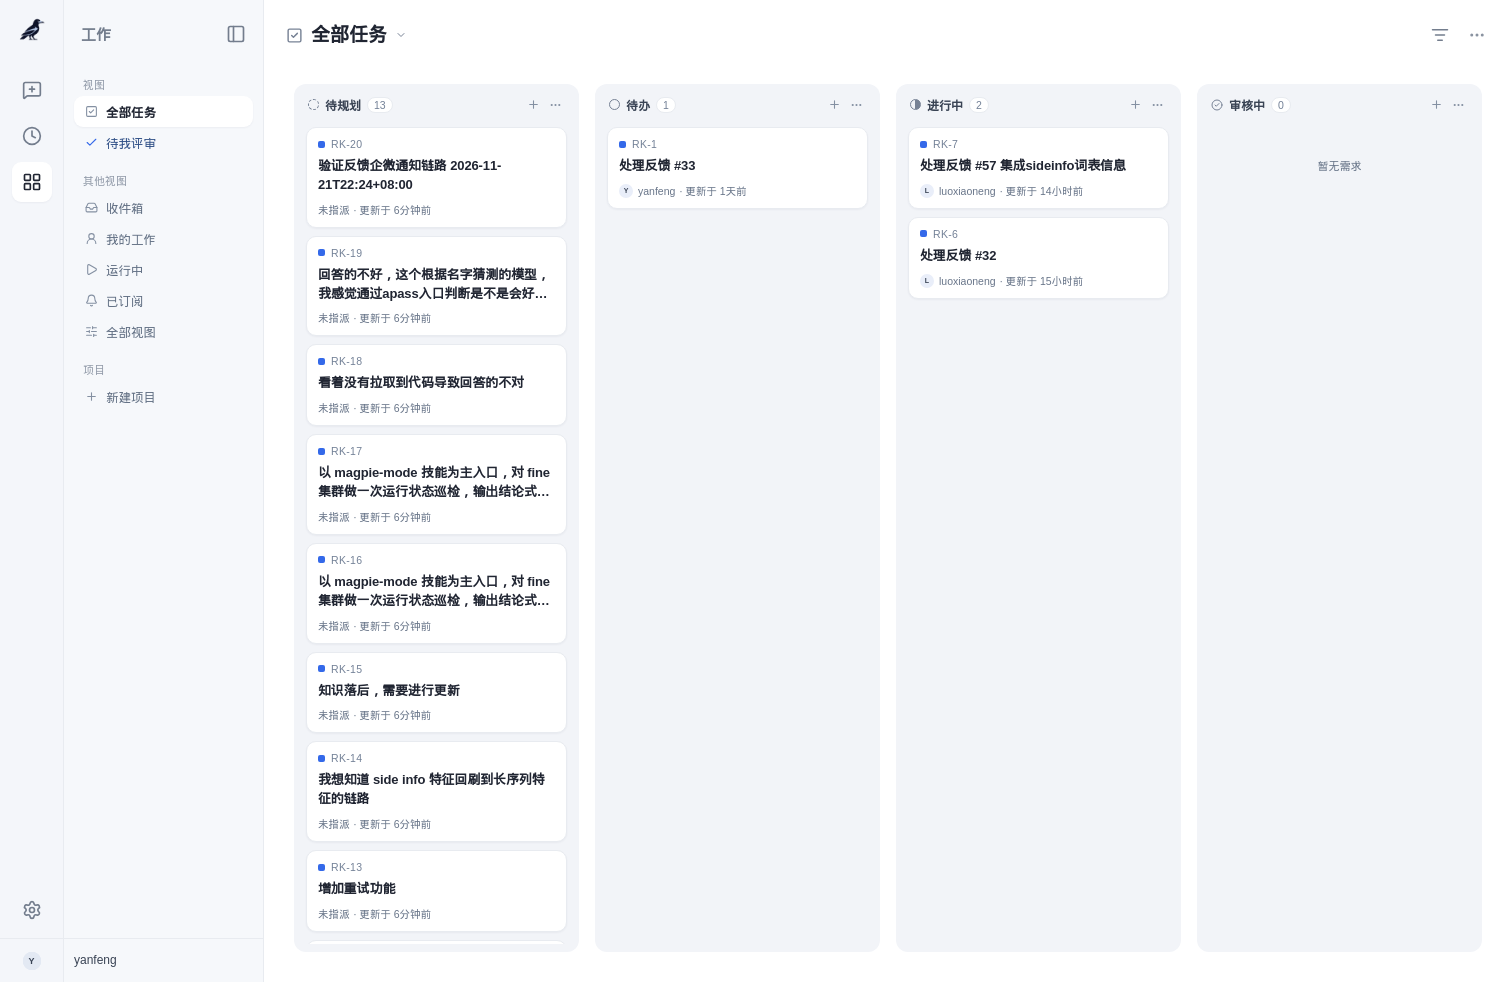 工作
视图
全部任务
待我评审
其他视图
收件箱
我的工作
运行中
已订阅
全部视图
项目
新建项目
Y
yanfeng
全部任务
待规划 13
RK-20
验证反馈企微通知链路 2026-11-
21T22:24+08:00
未指派 · 更新于 6分钟前
RK-19
回答的不好，这个根据名字猜测的模型，
我感觉通过apass入口判断是不是会好…
未指派 · 更新于 6分钟前
RK-18
看着没有拉取到代码导致回答的不对
未指派 · 更新于 6分钟前
RK-17
以 magpie-mode 技能为主入口，对 fine
集群做一次运行状态巡检，输出结论式…
未指派 · 更新于 6分钟前
RK-16
以 magpie-mode 技能为主入口，对 fine
集群做一次运行状态巡检，输出结论式…
未指派 · 更新于 6分钟前
RK-15
知识落后，需要进行更新
未指派 · 更新于 6分钟前
RK-14
我想知道 side info 特征回刷到长序列特
征的链路
未指派 · 更新于 6分钟前
RK-13
增加重试功能
未指派 · 更新于 6分钟前
待办 1
RK-1
处理反馈 #33
Y yanfeng · 更新于 1天前
进行中 2
RK-7
处理反馈 #57 集成sideinfo词表信息
L luoxiaoneng · 更新于 14小时前
RK-6
处理反馈 #32
L luoxiaoneng · 更新于 15小时前
审核中 0
暂无需求